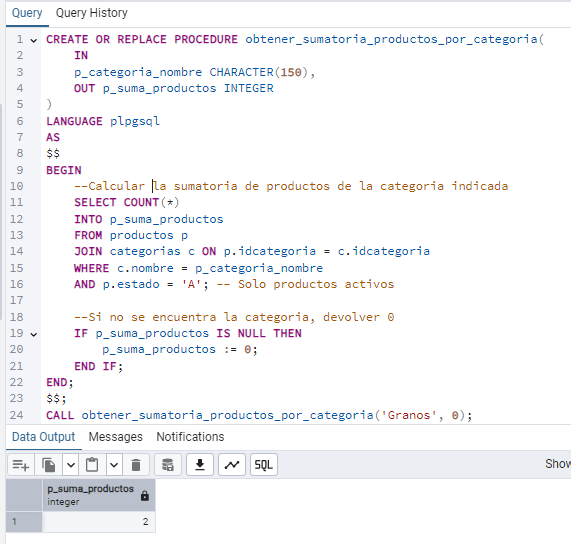 Query Query History
1 CREATE OR REPLACE PROCEDURE obtener_sumatoria_productos_por_categoria(
2 IN
3 p_categoria_nombre CHARACTER(150),
4 OUT p_suma_productos INTEGER
5 )
6 LANGUAGE plpgsql
7 AS
8 $$
9 BEGIN
10 --Calcular la sumatoria de productos de la categoria indicada
11 SELECT COUNT(*)
12 INTO p_suma_productos
13 FROM productos p
14 JOIN categorias c ON p.idcategoria = c.idcategoria
15 WHERE c.nombre = p_categoria_nombre
16 AND p.estado = 'A'; -- Solo productos activos
17
18 --Si no se encuentra la categoria, devolver 0
19 IF p_suma_productos IS NULL THEN
20 p_suma_productos := 0;
21 END IF;
22 END;
23 $$;
24 CALL obtener_sumatoria_productos_por_categoria('Granos', 0);
Data Output Messages Notifications
SQL Show
p_suma_productos
integer
1 2